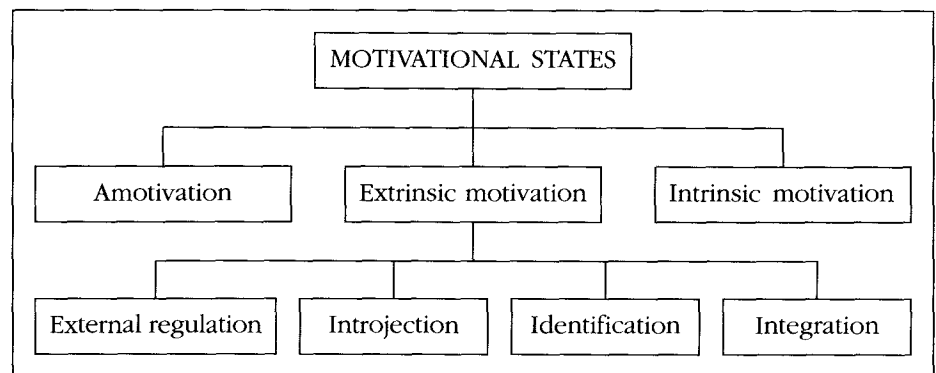 MOTIVATIONAL STATES
Amotivation
Extrinsic motivation
Intrinsic motivation
External regulation
Introjection
Identification
Integration